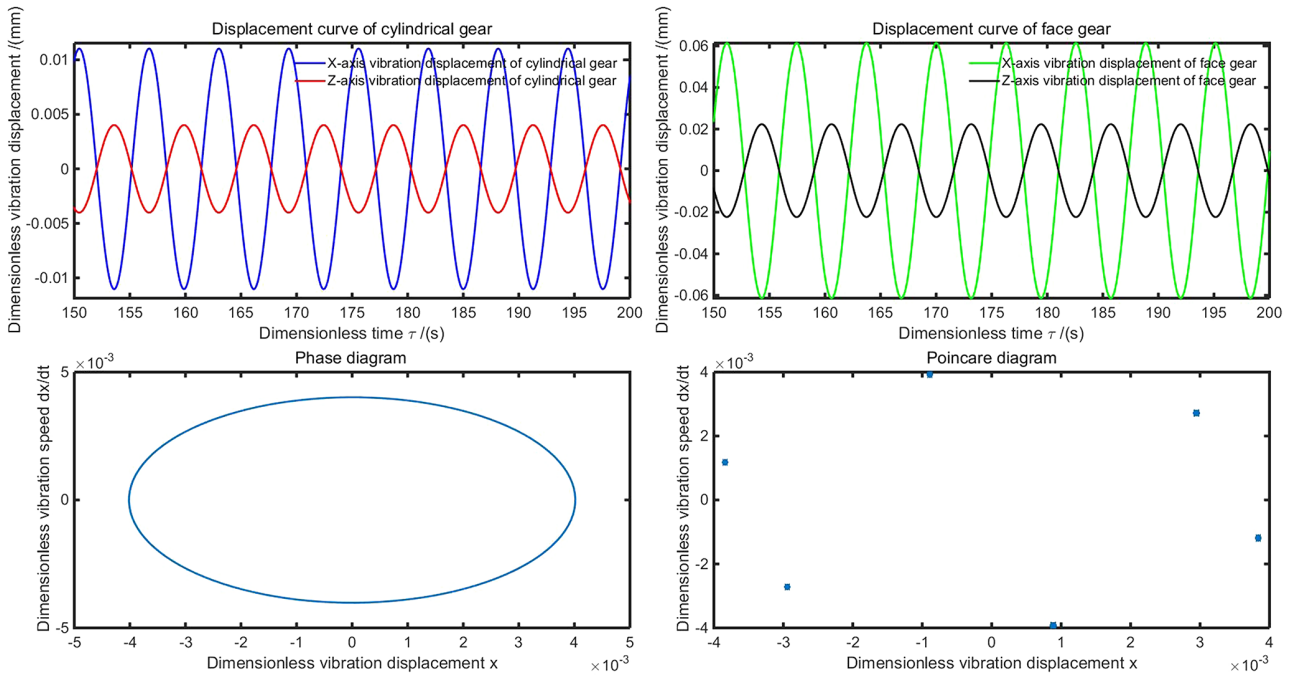 Displacement curve of cylindrical gear
Dimensionless vibration displacement /(mm)
0.01
0.005
0
-0.005
-0.01
X-axis vibration displacement of cylindrical gear
Z-axis vibration displacement of cylindrical gear
150 155 160 165 170 175 180 185 190 195 200
Dimensionless time τ /(s)
Displacement curve of face gear
Dimensionless vibration displacement /(mm)
0.06
0.04
0.02
0
-0.02
-0.04
-0.06
X-axis vibration displacement of face gear
Z-axis vibration displacement of face gear
150 155 160 165 170 175 180 185 190 195 200
Dimensionless time τ /(s)
Phase diagram
×10⁻³
Dimensionless vibration speed dx/dt
5
0
-5
-5 -4 -3 -2 -1 0 1 2 3 4 5
Dimensionless vibration displacement x
×10⁻³
Poincare diagram
×10⁻³
Dimensionless vibration speed dx/dt
4
2
0
-2
-4
-4 -3 -2 -1 0 1 2 3 4
Dimensionless vibration displacement x
×10⁻³